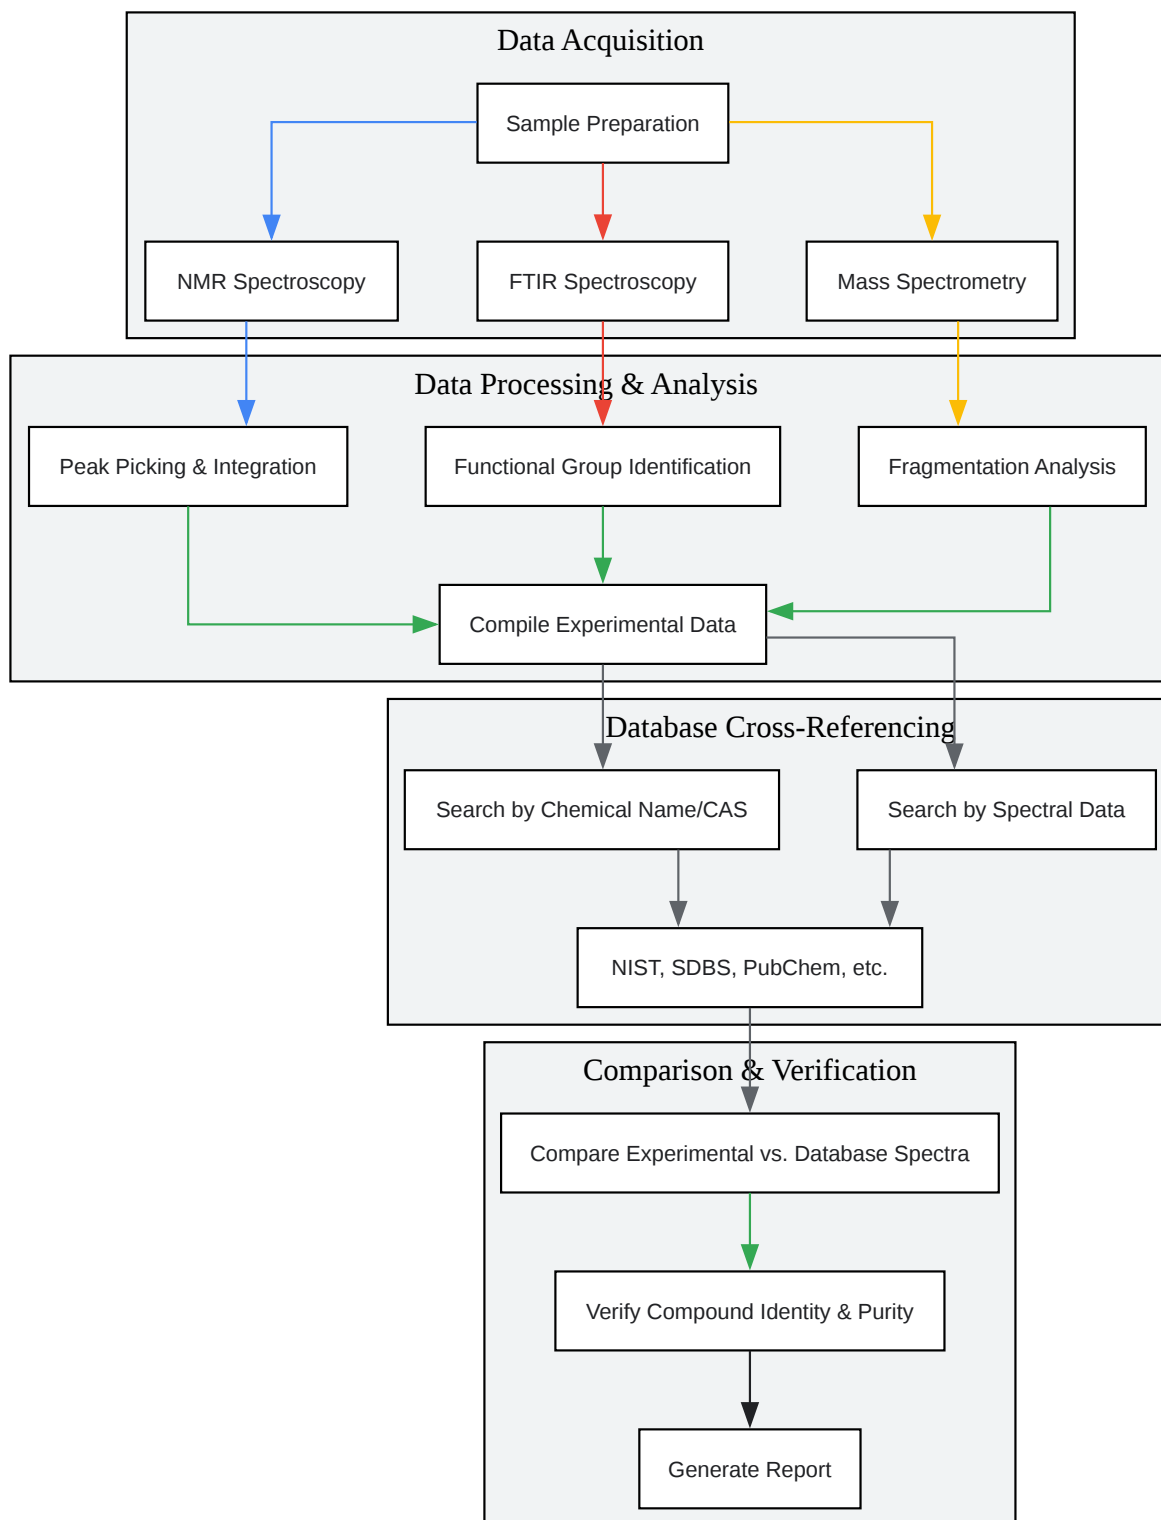 Data Acquisition
Sample Preparation
NMR Spectroscopy
FTIR Spectroscopy
Mass Spectrometry
Data Processing & Analysis
Peak Picking & Integration
Functional Group Identification
Fragmentation Analysis
Compile Experimental Data
Database Cross-Referencing
Search by Chemical Name/CAS
Search by Spectral Data
NIST, SDBS, PubChem, etc.
Comparison & Verification
Compare Experimental vs. Database Spectra
Verify Compound Identity & Purity
Generate Report